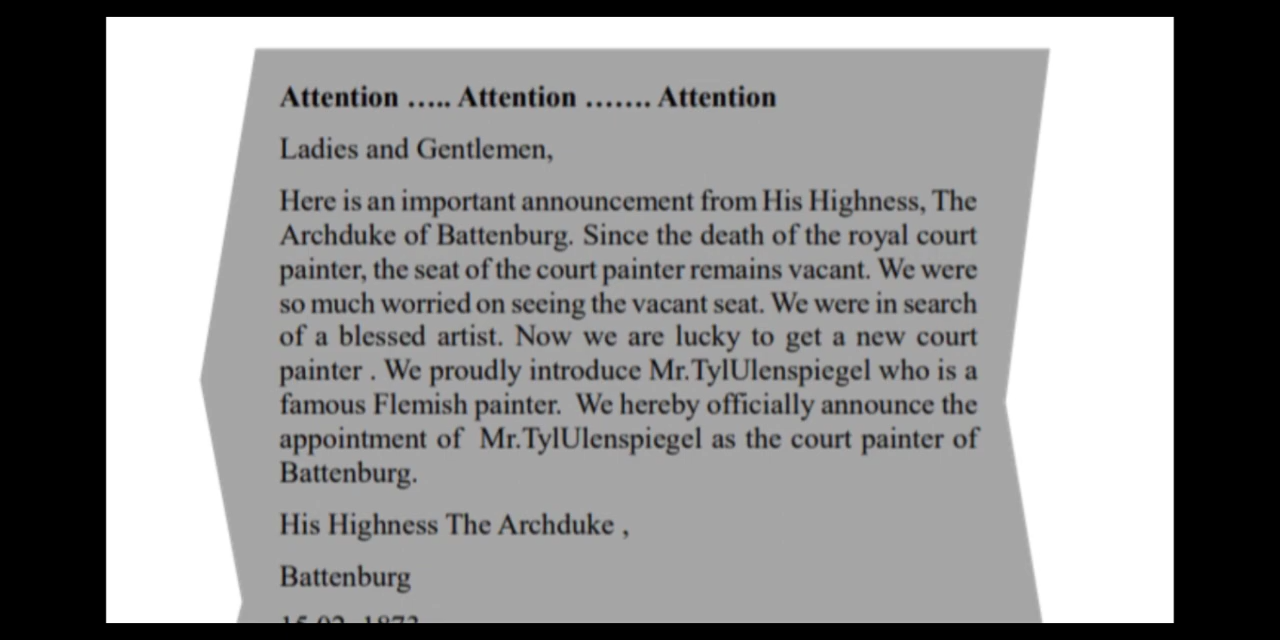 Attention ….. Attention ……. Attention
Ladies and Gentlemen,
Here is an important announcement from His Highness, The
Archduke of Battenburg. Since the death of the royal court
painter, the seat of the court painter remains vacant. We were
so much worried on seeing the vacant seat. We were in search
of a blessed artist. Now we are lucky to get a new court
painter . We proudly introduce Mr.TylUlenspiegel who is a
famous Flemish painter. We hereby officially announce the
appointment of Mr.TylUlenspiegel as the court painter of
Battenburg.
His Highness The Archduke ,
Battenburg